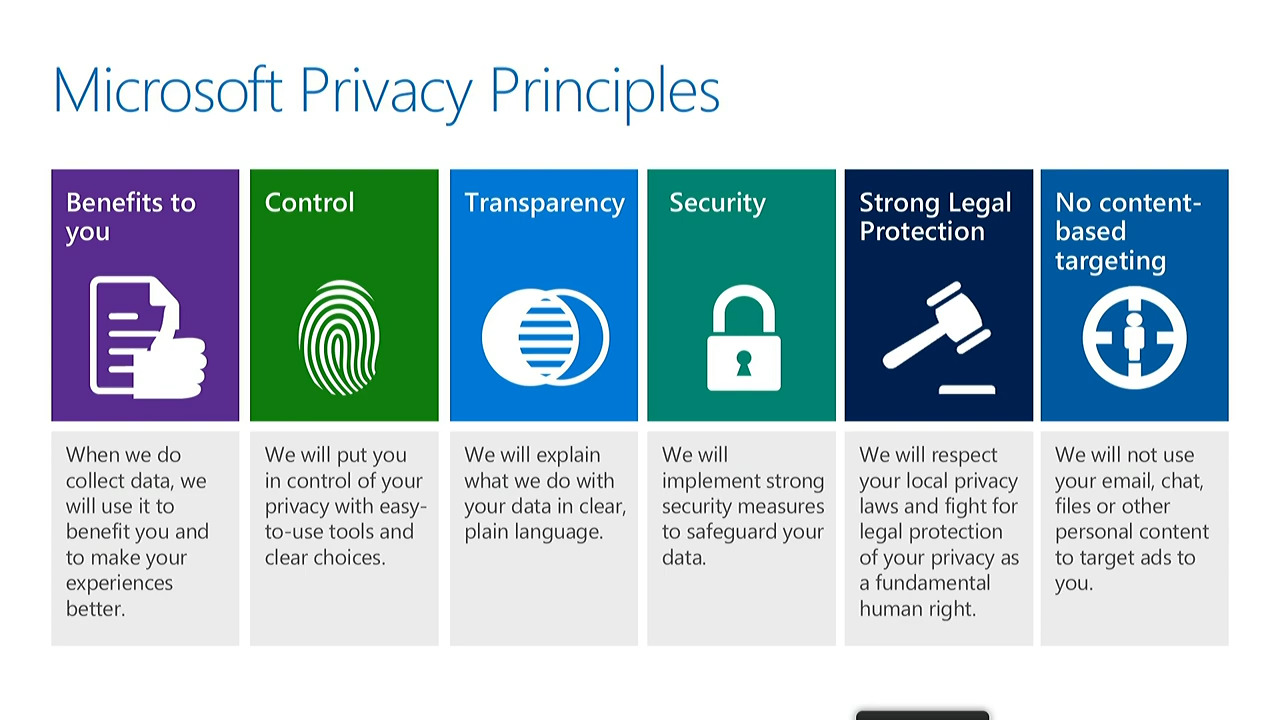 Microsoft Privacy Principles
Benefits to
you
When we do
collect data, we
will use it to
benefit you and
to make your
experiences
better.
Control
We will put you
in control of your
privacy with easy-
to-use tools and
clear choices.
Transparency
We will explain
what we do with
your data in clear,
plain language.
Security
We will
implement strong
security measures
to safeguard your
data.
Strong Legal
Protection
We will respect
your local privacy
laws and fight for
legal protection
of your privacy as
a fundamental
human right.
No content-
based
targeting
We will not use
your email, chat,
files or other
personal content
to target ads to
you.